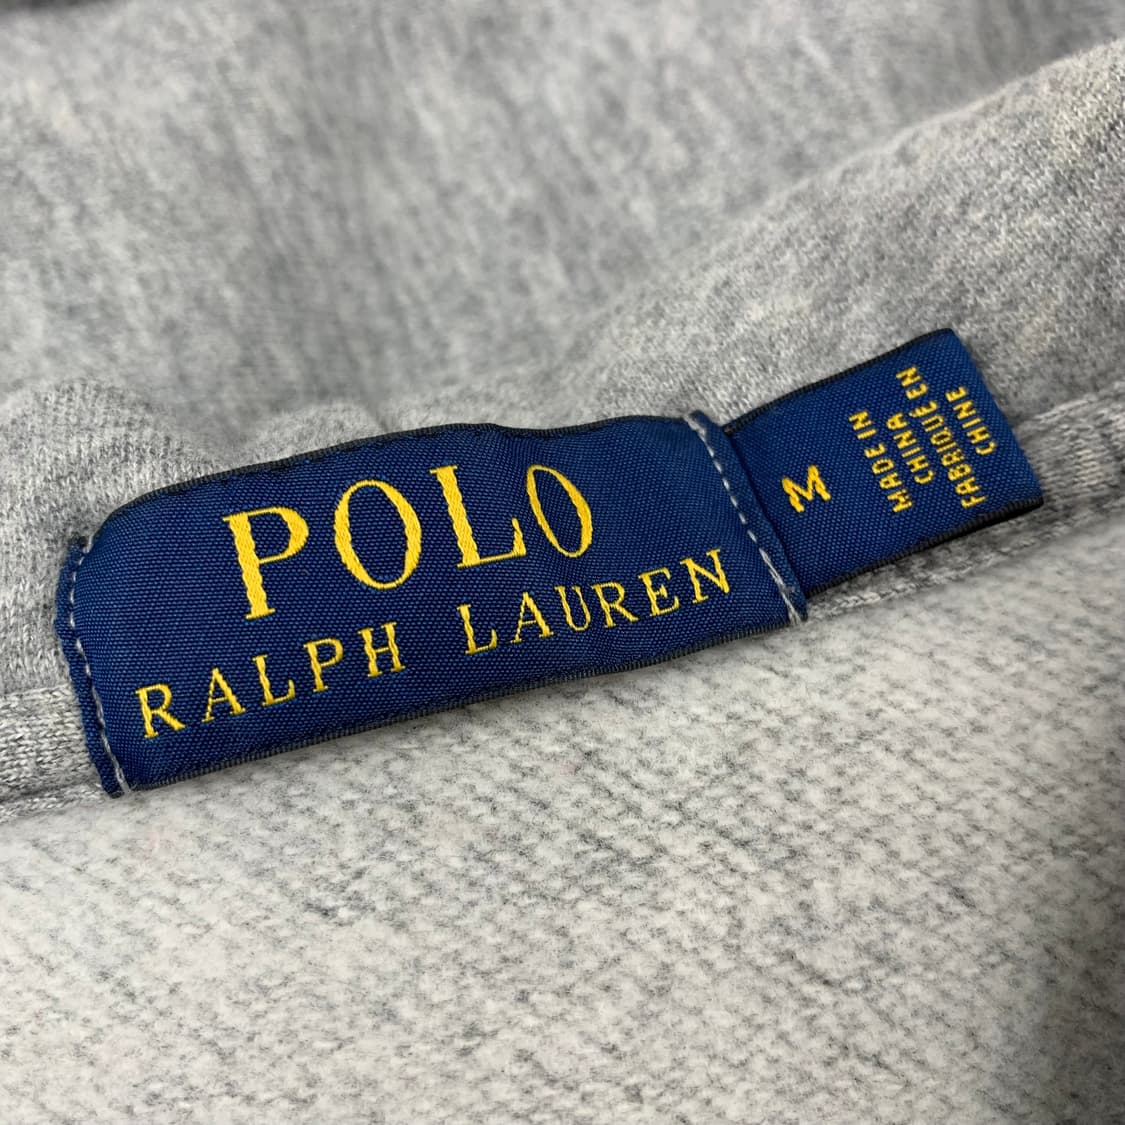 POLO
RALPH LAUREN
M
MADE IN
CHINA
FABRIQUÉ EN
CHINE